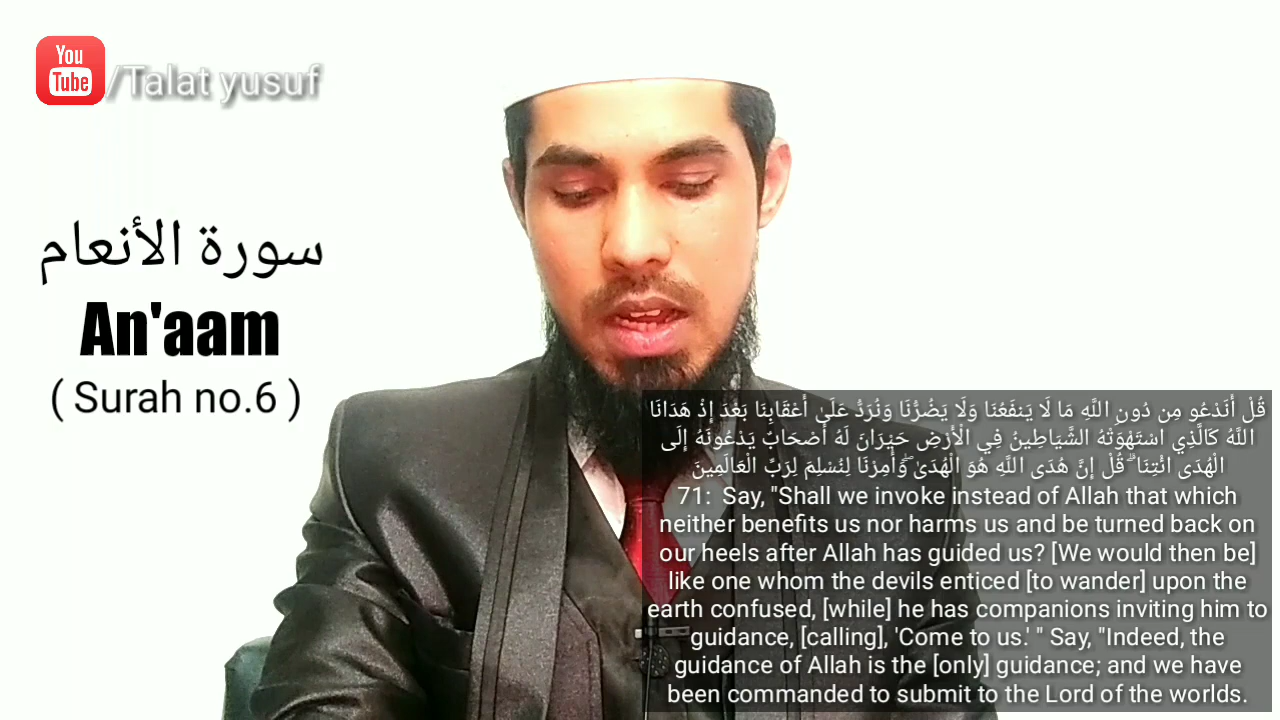 You
Tube
/Talat yusuf
سورة الأنعام
An'aam
( Surah no.6 )
قُلْ أَنَدْعُو مِن دُونِ اللَّهِ مَا لَا يَنفَعُنَا وَلَا يَضُرُّنَا وَنُرَدُّ عَلَىٰ أَعْقَابِنَا بَعْدَ إِذْ هَدَانَا
اللَّهُ كَالَّذِي اسْتَهْوَتْهُ الشَّيَاطِينُ فِي الْأَرْضِ حَيْرَانَ لَهُ أَصْحَابٌ يَدْعُونَهُ إِلَى
الْهُدَى ائْتِنَا ۗ قُلْ إِنَّ هُدَى اللَّهِ هُوَ الْهُدَىٰ ۖ وَأُمِرْنَا لِنُسْلِمَ لِرَبِّ الْعَالَمِينَ
71: Say, "Shall we invoke instead of Allah that which
neither benefits us nor harms us and be turned back on
our heels after Allah has guided us? [We would then be]
like one whom the devils enticed [to wander] upon the
earth confused, [while] he has companions inviting him to
guidance, [calling], 'Come to us.' " Say, "Indeed, the
guidance of Allah is the [only] guidance; and we have
been commanded to submit to the Lord of the worlds.